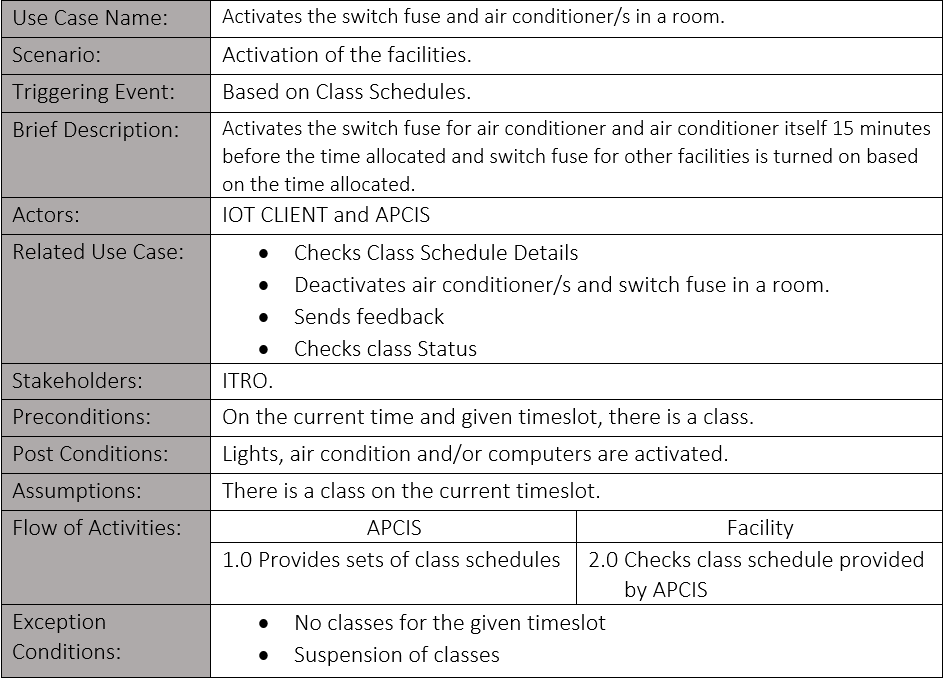 Use Case Name: Activates the switch fuse and air conditioner/s in a room.
Scenario: Activation of the facilities.
Triggering Event: Based on Class Schedules.
Brief Description: Activates the switch fuse for air conditioner and air conditioner itself 15 minutes
before the time allocated and switch fuse for other facilities is turned on based
on the time allocated.
Actors: IOT CLIENT and APCIS
Related Use Case: • Checks Class Schedule Details
• Deactivates air conditioner/s and switch fuse in a room.
• Sends feedback
• Checks class Status
Stakeholders: ITRO.
Preconditions: On the current time and given timeslot, there is a class.
Post Conditions: Lights, air condition and/or computers are activated.
Assumptions: There is a class on the current timeslot.
Flow of Activities: APCIS Facility
1.0 Provides sets of class schedules 2.0 Checks class schedule provided
by APCIS
Exception • No classes for the given timeslot
Conditions: • Suspension of classes